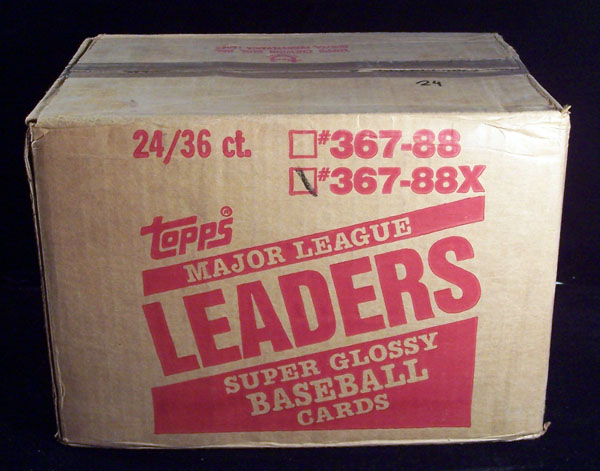 24
24/36 ct.
#367-88
#367-88X
topps®
MAJOR LEAGUE
LEADERS
SUPER GLOSSY
BASEBALL
CARDS